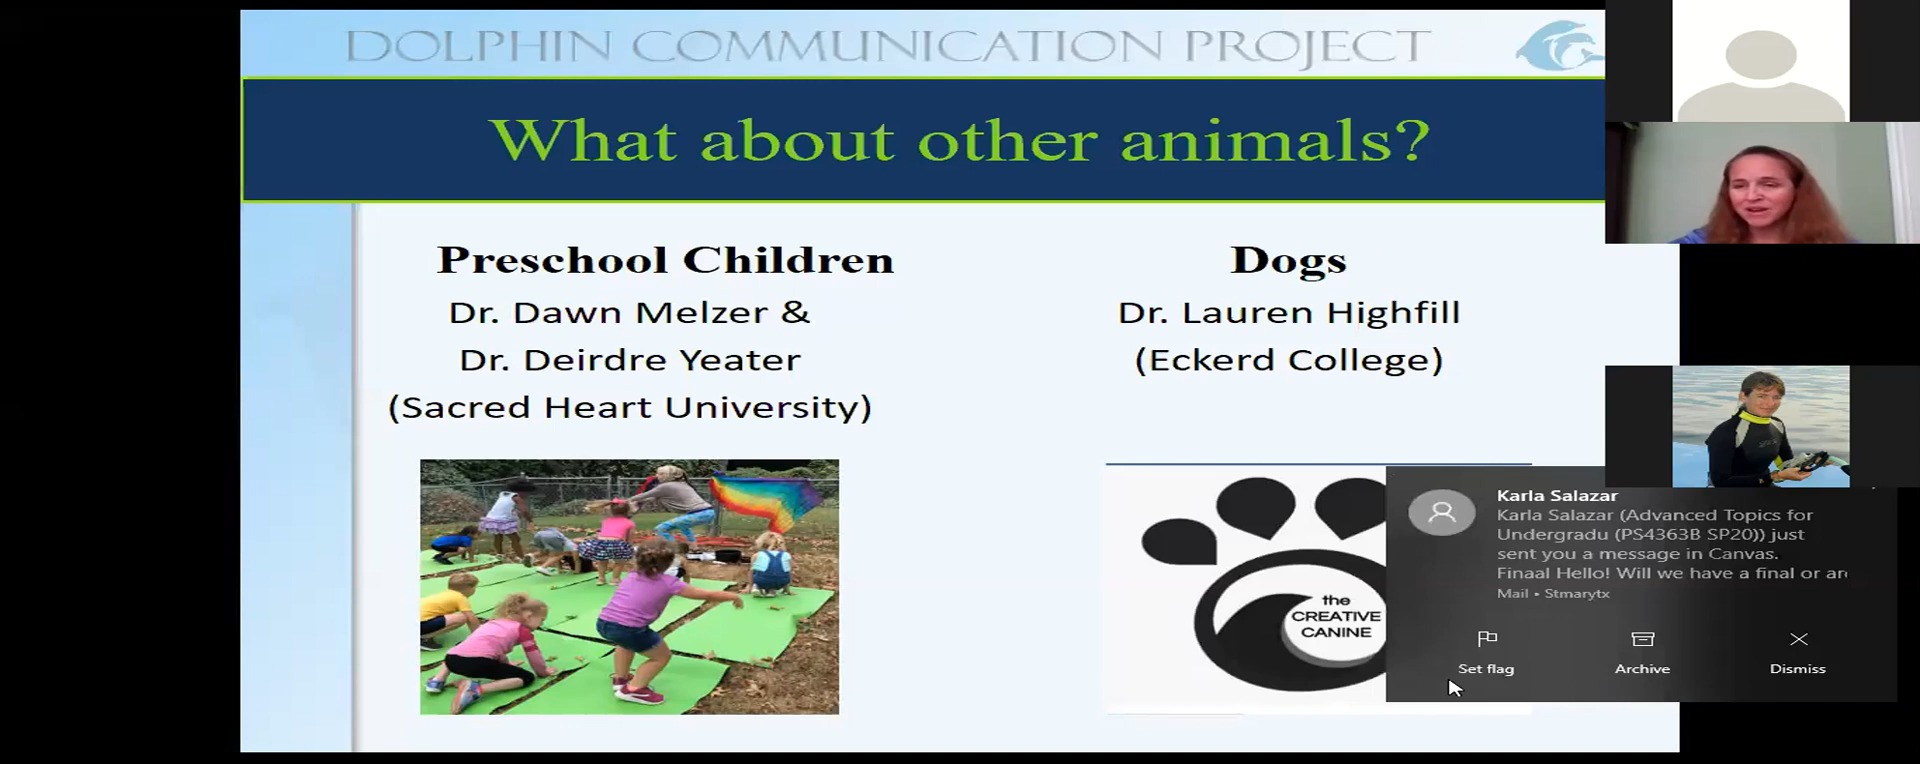 DOLPHIN COMMUNICATION PROJECT
What about other animals?
Preschool Children
Dr. Dawn Melzer &
Dr. Deirdre Yeater
(Sacred Heart University)
Dogs
Dr. Lauren Highfill
(Eckerd College)
the
CREATIVE
CANINE
Karla Salazar
Karla Salazar (Advanced Topics for
Undergradu (PS4363B SP20)) just
sent you a message in Canvas.
Finaal Hello! Will we have a final or
Mail • Stmarytx
Set flag
Archive
Dismiss